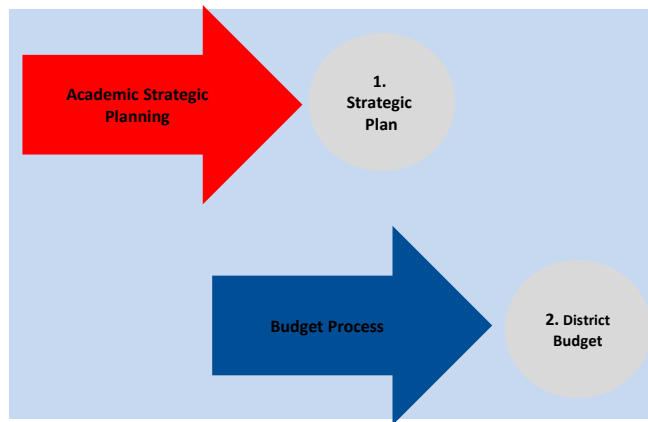 Academic Strategic
Planning
1.
Strategic
Plan
Budget Process
2. District
Budget